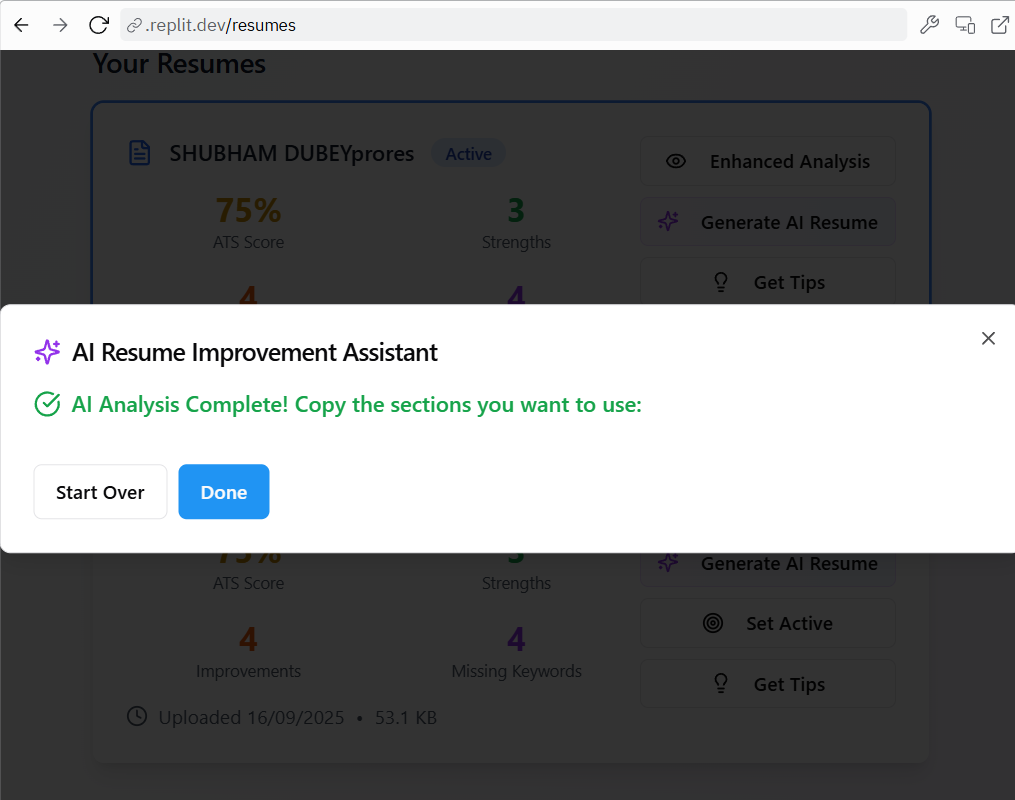 .replit.dev/resumes
Your Resumes
SHUBHAM DUBEYprores Active
Enhanced Analysis
75% 3
ATS Score Strengths
Generate AI Resume
Get Tips
4 4
AI Resume Improvement Assistant
AI Analysis Complete! Copy the sections you want to use:
Start Over Done
75% 3
ATS Score Strengths
Generate AI Resume
Set Active
4 4
Improvements Missing Keywords
Get Tips
Uploaded 16/09/2025 • 53.1 KB